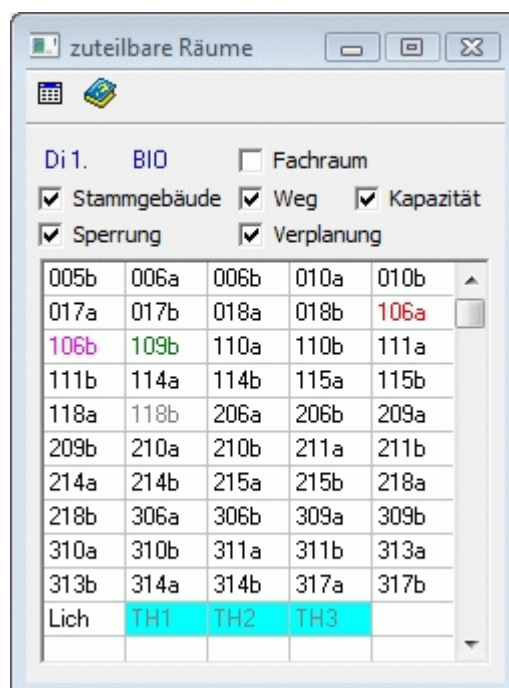 zuteilbare Räume
Di 1. BIO Fachraum
Stammgebäude Weg Kapazität
Sperrung Verplanung
005b 006a 006b 010a 010b
017a 017b 018a 018b 106a
106b 109b 110a 110b 111a
111b 114a 114b 115a 115b
118a 118b 206a 206b 209a
209b 210a 210b 211a 211b
214a 214b 215a 215b 218a
218b 306a 306b 309a 309b
310a 310b 311a 311b 313a
313b 314a 314b 317a 317b
Lich TH1 TH2 TH3